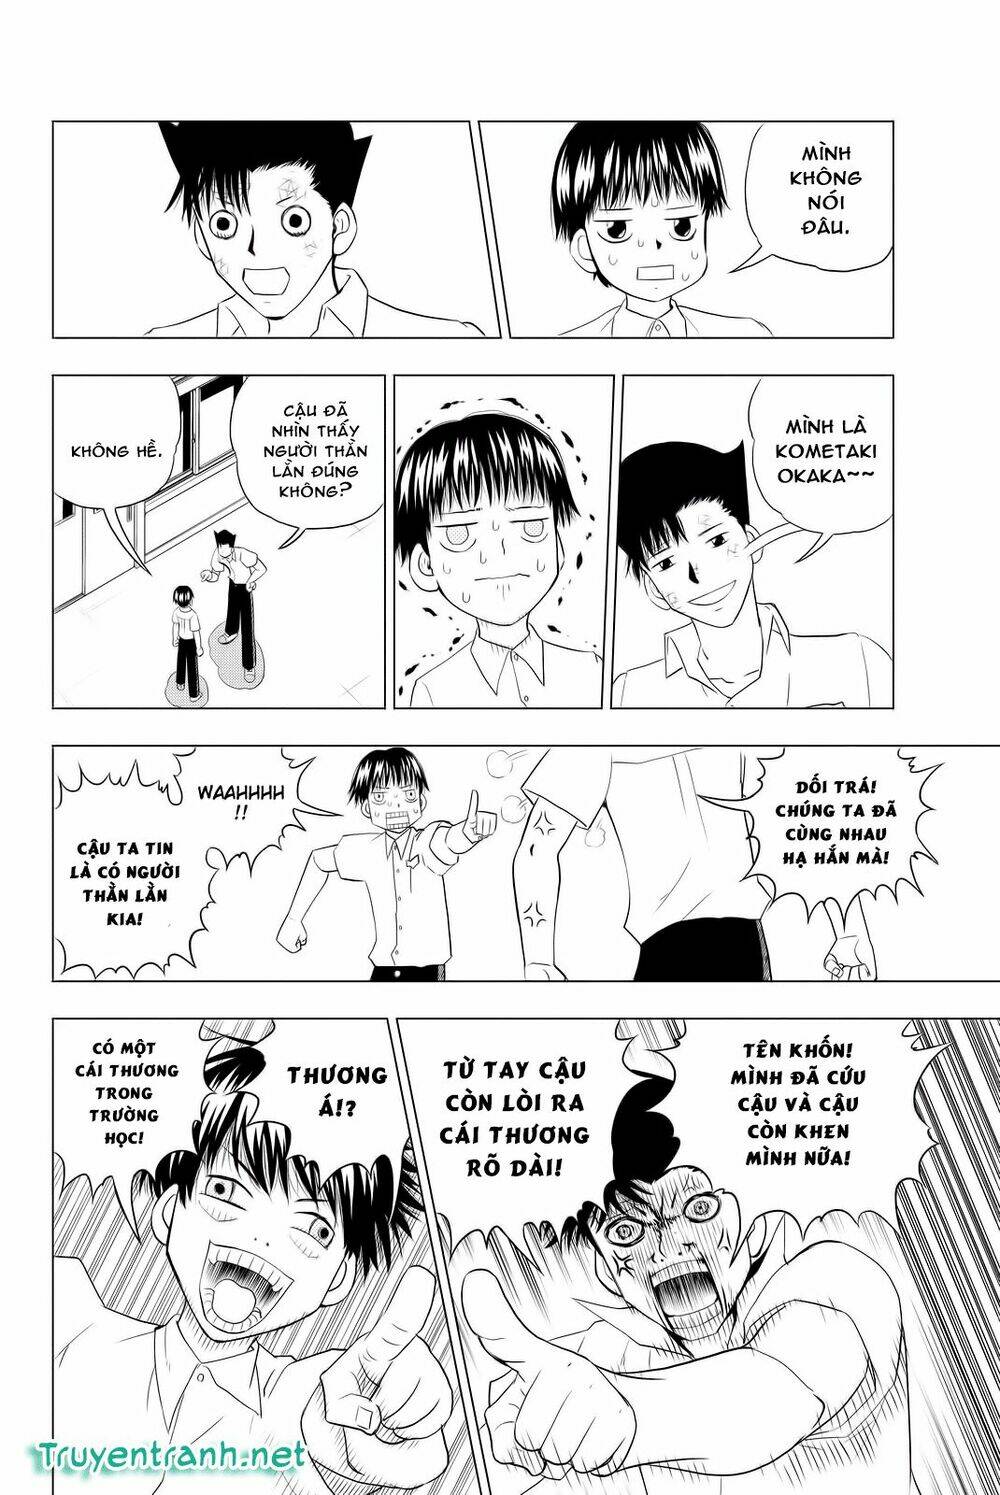 MÌNH
KHÔNG
NÓI
ĐÂU.
MÌNH LÀ
KOMETAKI
OKAKA~~
CẬU ĐÃ
NHÌN THẤY
NGƯỜI THẰN
LẰN ĐÚNG
KHÔNG?
KHÔNG HỀ.
DỐI TRÁ!
CHÚNG TA ĐÃ
CÙNG NHAU
HẠ HẮN MÀ!
WAAHHHH
!!
CẬU TA TIN
LÀ CÓ NGƯỜI
THẰN LẰN
KIA!
TÊN KHỐN!
MÌNH ĐÃ CỨU
CẬU VÀ CẬU
CÒN KHEN
MÌNH NỮA!
TỪ TAY CẬU
CÒN LÒI RA
CÁI THƯƠNG
RÕ DÀI!
THƯƠNG
Á!?
CÓ MỘT
CÁI THƯƠNG
TRONG
TRƯỜNG
HỌC!
Truyentranh.net